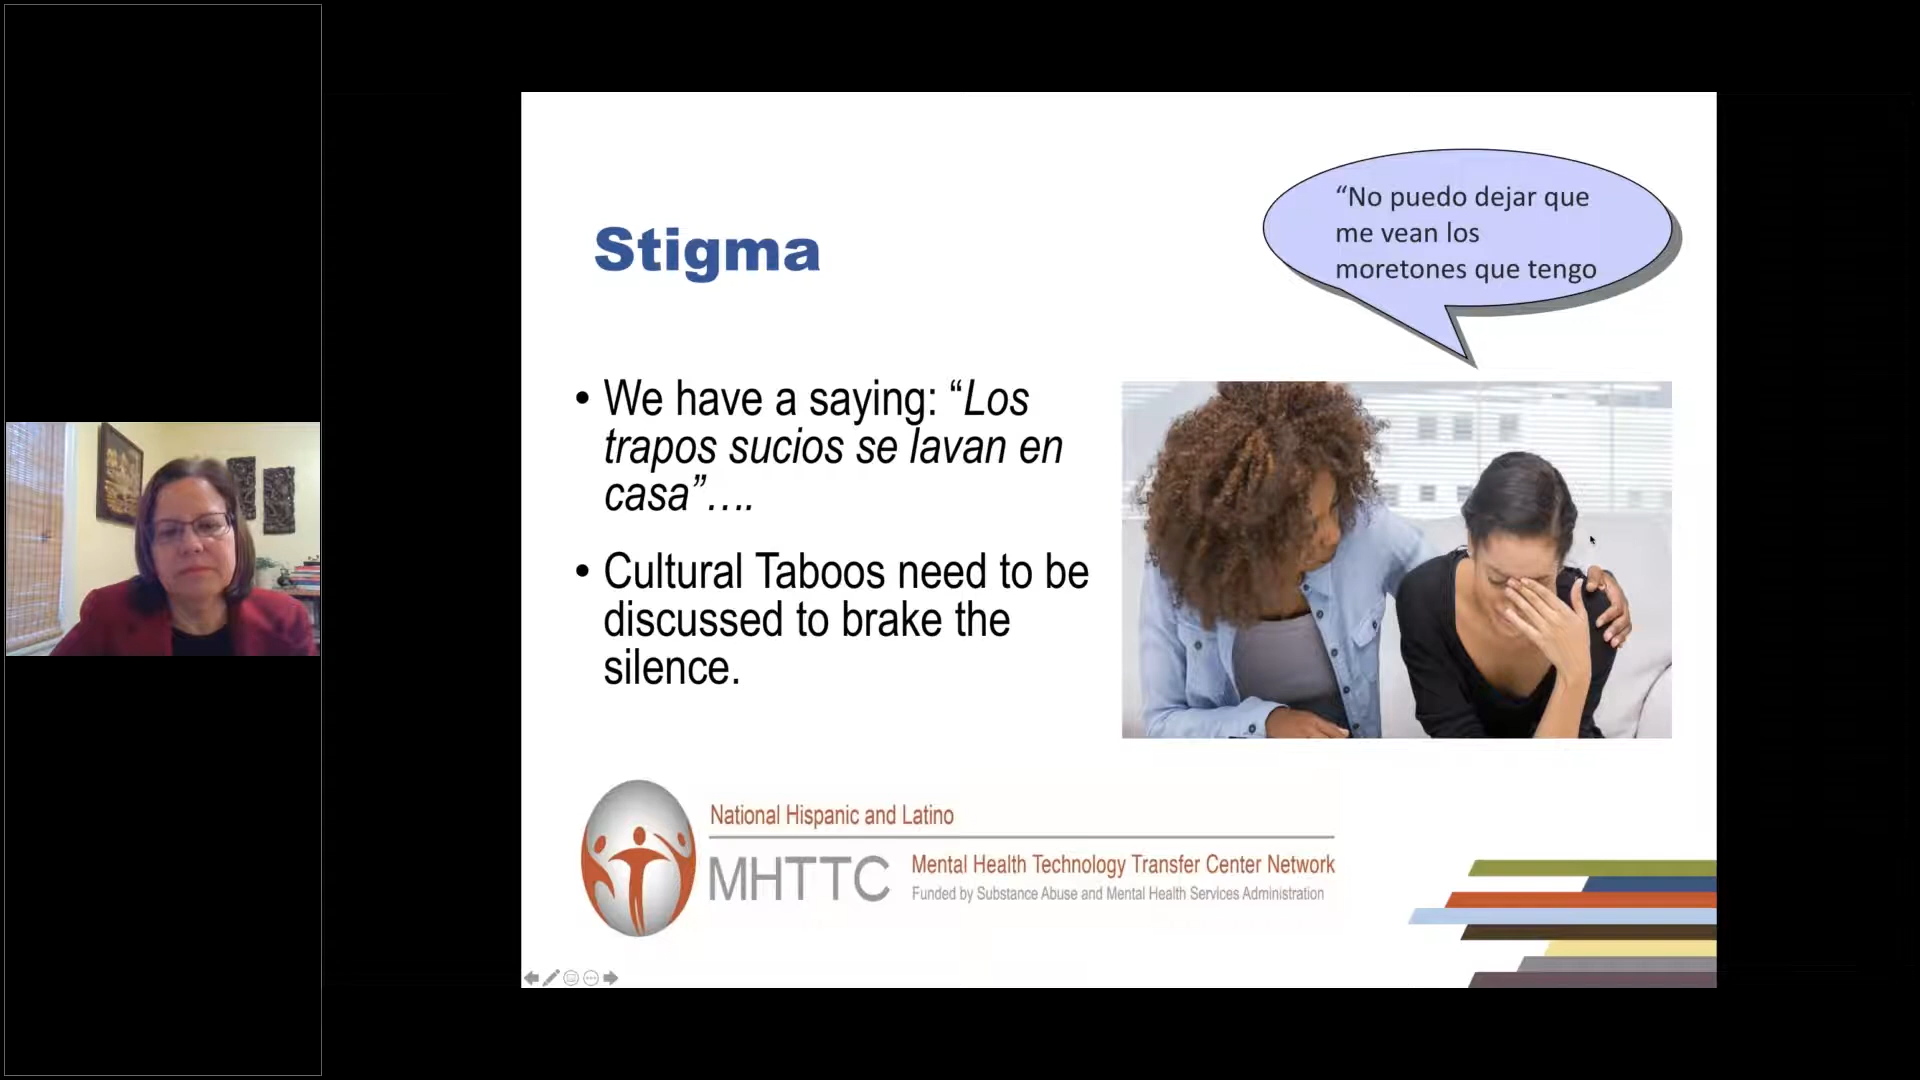 Stigma
“No puedo dejar que
me vean los
moretones que tengo
• We have a saying: “Los
trapos sucios se lavan en
casa”….
• Cultural Taboos need to be
discussed to brake the
silence.
National Hispanic and Latino
MHTTC
Mental Health Technology Transfer Center Network
Funded by Substance Abuse and Mental Health Services Administration